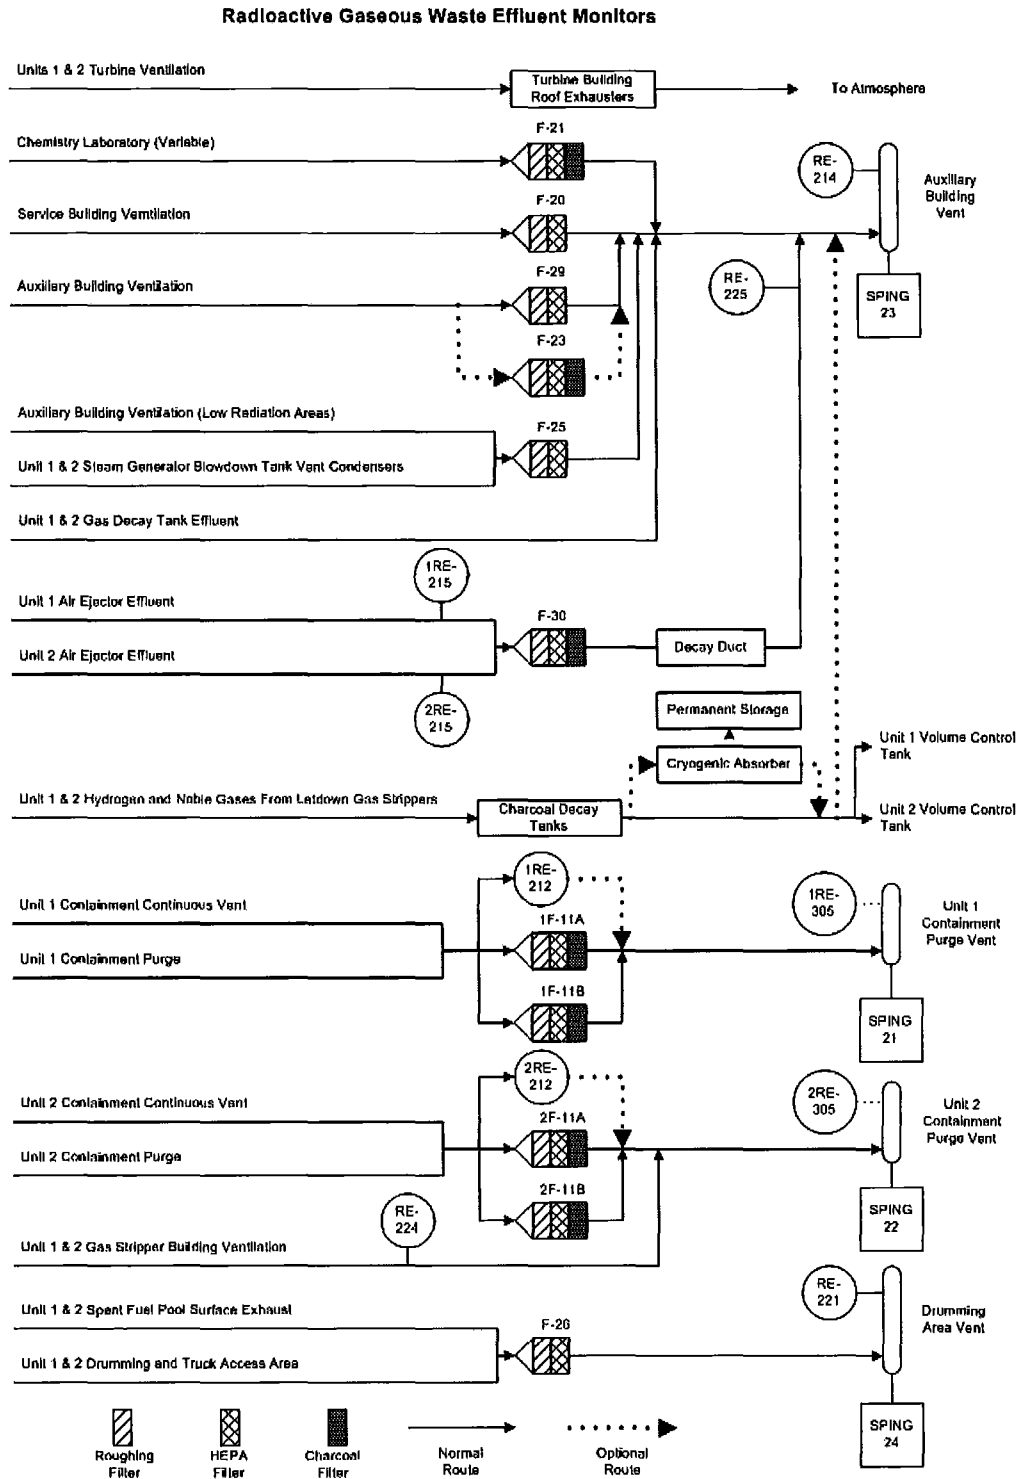 Radioactive Gaseous Waste Effluent Monitors
Units 1 & 2 Turbine Ventilation
Turbine Building
Roof Exhausters
To Atmosphere
F-21
Chemistry Laboratory (Variable)
RE-
214
Auxiliary
Building
Vent
F-20
Service Building Vemtilation
F-29
Auxiliary Building Ventilation
RE-
225
SPING
23
F-23
Auxiliary Building Ventilation (Low Radiation Areas)
F-25
Unit 1 & 2 Steam Generator Blowdown Tank Vent Condensers
Unit 1 & 2 Gas Decay Tank Effluent
1RE-
215
Unit 1 Air Ejector Effluent
F-30
Unit 2 Air Ejector Effluent
Decay Duct
2RE-
215
Permanent Storage
Unit 1 Volume Control
Tank
Cryogenic Absorber
Unit 1 & 2 Hydrogen and Noble Gases From Letdown Gas Strippers
Charcoal Decay
Tanks
Unit 2 Volume Control
Tank
1RE-
212
1RE-
305
Unit 1
Containment
Purge Vent
Unit 1 Containment Continuous Vent
1F-11A
Unit 1 Containment Purge
1F-11B
SPING
21
2RE-
212
2RE-
305
Unit 2
Containment
Purge Vent
Unit 2 Containment Continuous Vent
2F-11A
Unit 2 Containment Purge
2F-11B
SPING
22
RE-
224
Unit 1 & 2 Gas Stripper Building Ventilation
RE-
221
Drumming
Area Vent
Unit 1 & 2 Spent Fuel Pool Surface Exhaust
F-26
Unit 1 & 2 Drumming and Truck Access Area
SPING
24
Roughing
Filter
HEPA
Filter
Charcoal
Filter
Normal
Route
Optional
Route